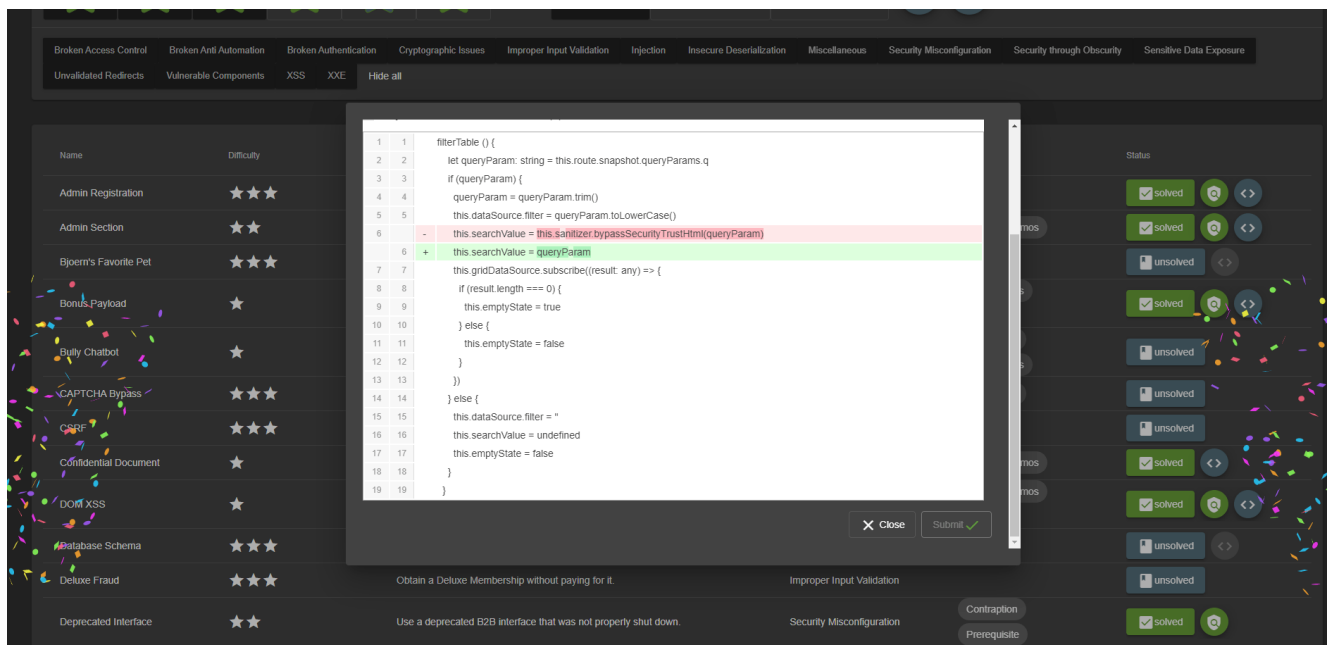 Broken Access Control Broken Anti Automation Broken Authentication Cryptographic Issues Improper Input Validation Injection Insecure Deserialization Miscellaneous Security Misconfiguration Security through Obscurity Sensitive Data Exposure
Unvalidated Redirects Vulnerable Components XSS XXE Hide all
Name Difficulty Status
1 1 filterTable () {
2 2 let queryParam: string = this.route.snapshot.queryParams.q
3 3 if (queryParam) {
4 4 queryParam = queryParam.trim()
5 5 this.dataSource.filter = queryParam.toLowerCase()
6 - this.searchValue = this.sanitizer.bypassSecurityTrustHtml(queryParam)
6 + this.searchValue = queryParam
7 7 this.gridDataSource.subscribe((result: any) => {
8 8 if (result.length === 0) {
9 9 this.emptyState = true
10 10 } else {
11 11 this.emptyState = false
12 12 }
13 13 })
14 14 } else {
15 15 this.dataSource.filter = ''
16 16 this.searchValue = undefined
17 17 this.emptyState = false
18 18 }
19 19 }
Close Submit
Admin Registration solved <>
Admin Section mos solved <>
Bjoern's Favorite Pet unsolved <>
Bonus Payload s solved <>
Bully Chatbot s unsolved
CAPTCHA Bypass unsolved
CSRF unsolved
Confidential Document mos solved <>
DOM XSS mos solved <>
Database Schema unsolved <>
Deluxe Fraud Obtain a Deluxe Membership without paying for it. Improper Input Validation unsolved
Deprecated Interface Use a deprecated B2B interface that was not properly shut down. Security Misconfiguration Contraption Prerequisite solved